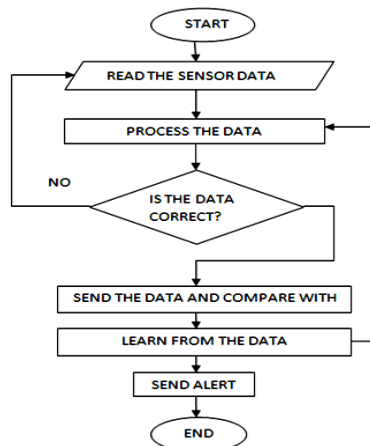 START
READ THE SENSOR DATA
PROCESS THE DATA
NO
IS THE DATA
CORRECT?
SEND THE DATA AND COMPARE WITH
LEARN FROM THE DATA
SEND ALERT
END